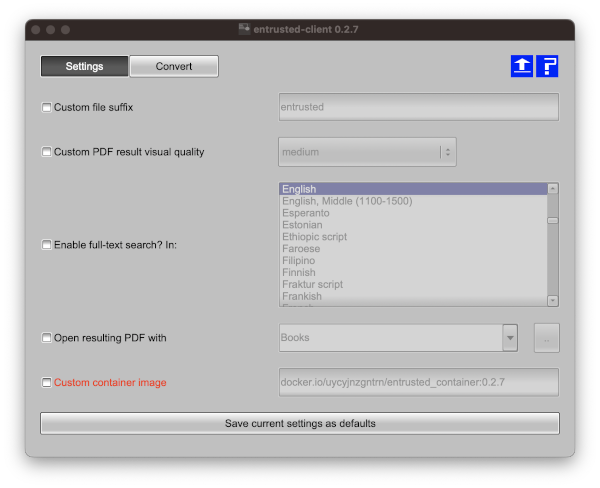 entrusted-client 0.2.7
Settings
Convert
Custom file suffix
entrusted
Custom PDF result visual quality
medium
Enable full-text search? In:
English
English, Middle (1100-1500)
Esperanto
Estonian
Ethiopic script
Faroese
Filipino
Finnish
Fraktur script
Frankish
Open resulting PDF with
Books
..
Custom container image
docker.io/uycyjnzgntrn/entrusted_container:0.2.7
Save current settings as defaults